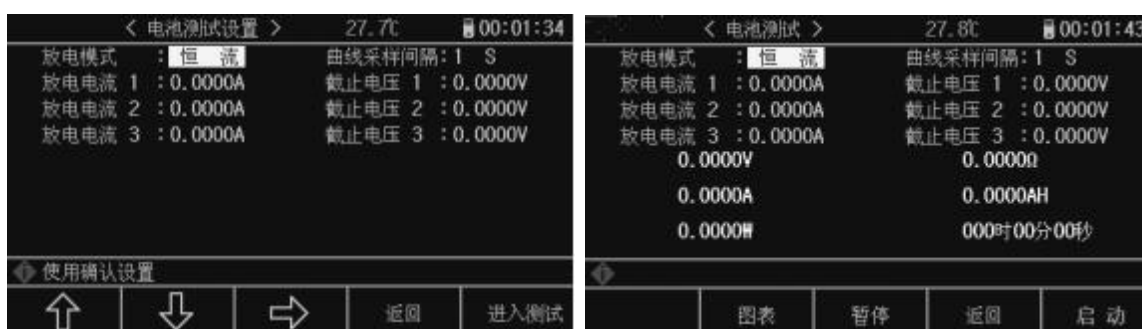 < 电池测试设置 > 27.7℃ 00:01:34
放电模式 : 恒 流 曲线采样间隔:1 S
放电电流 1 :0.0000A 截止电压 1 :0.0000V
放电电流 2 :0.0000A 截止电压 2 :0.0000V
放电电流 3 :0.0000A 截止电压 3 :0.0000V
使用确认设置
返回 进入测试
< 电池测试 > 27.8℃ 00:01:43
放电模式 : 恒 流 曲线采样间隔:1 S
放电电流 1 :0.0000A 截止电压 1 :0.0000V
放电电流 2 :0.0000A 截止电压 2 :0.0000V
放电电流 3 :0.0000A 截止电压 3 :0.0000V
0.0000V 0.0000Ω
0.0000A 0.0000AH
0.0000W 000时00分00秒
图表 暂停 返回 启 动